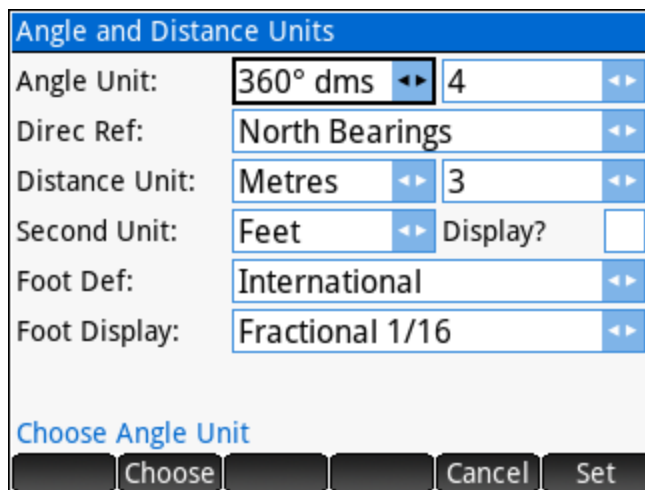 Angle and Distance Units
Angle Unit: 360° dms 4
Direc Ref: North Bearings
Distance Unit: Metres 3
Second Unit: Feet Display?
Foot Def: International
Foot Display: Fractional 1/16
Choose Angle Unit
Choose Cancel Set